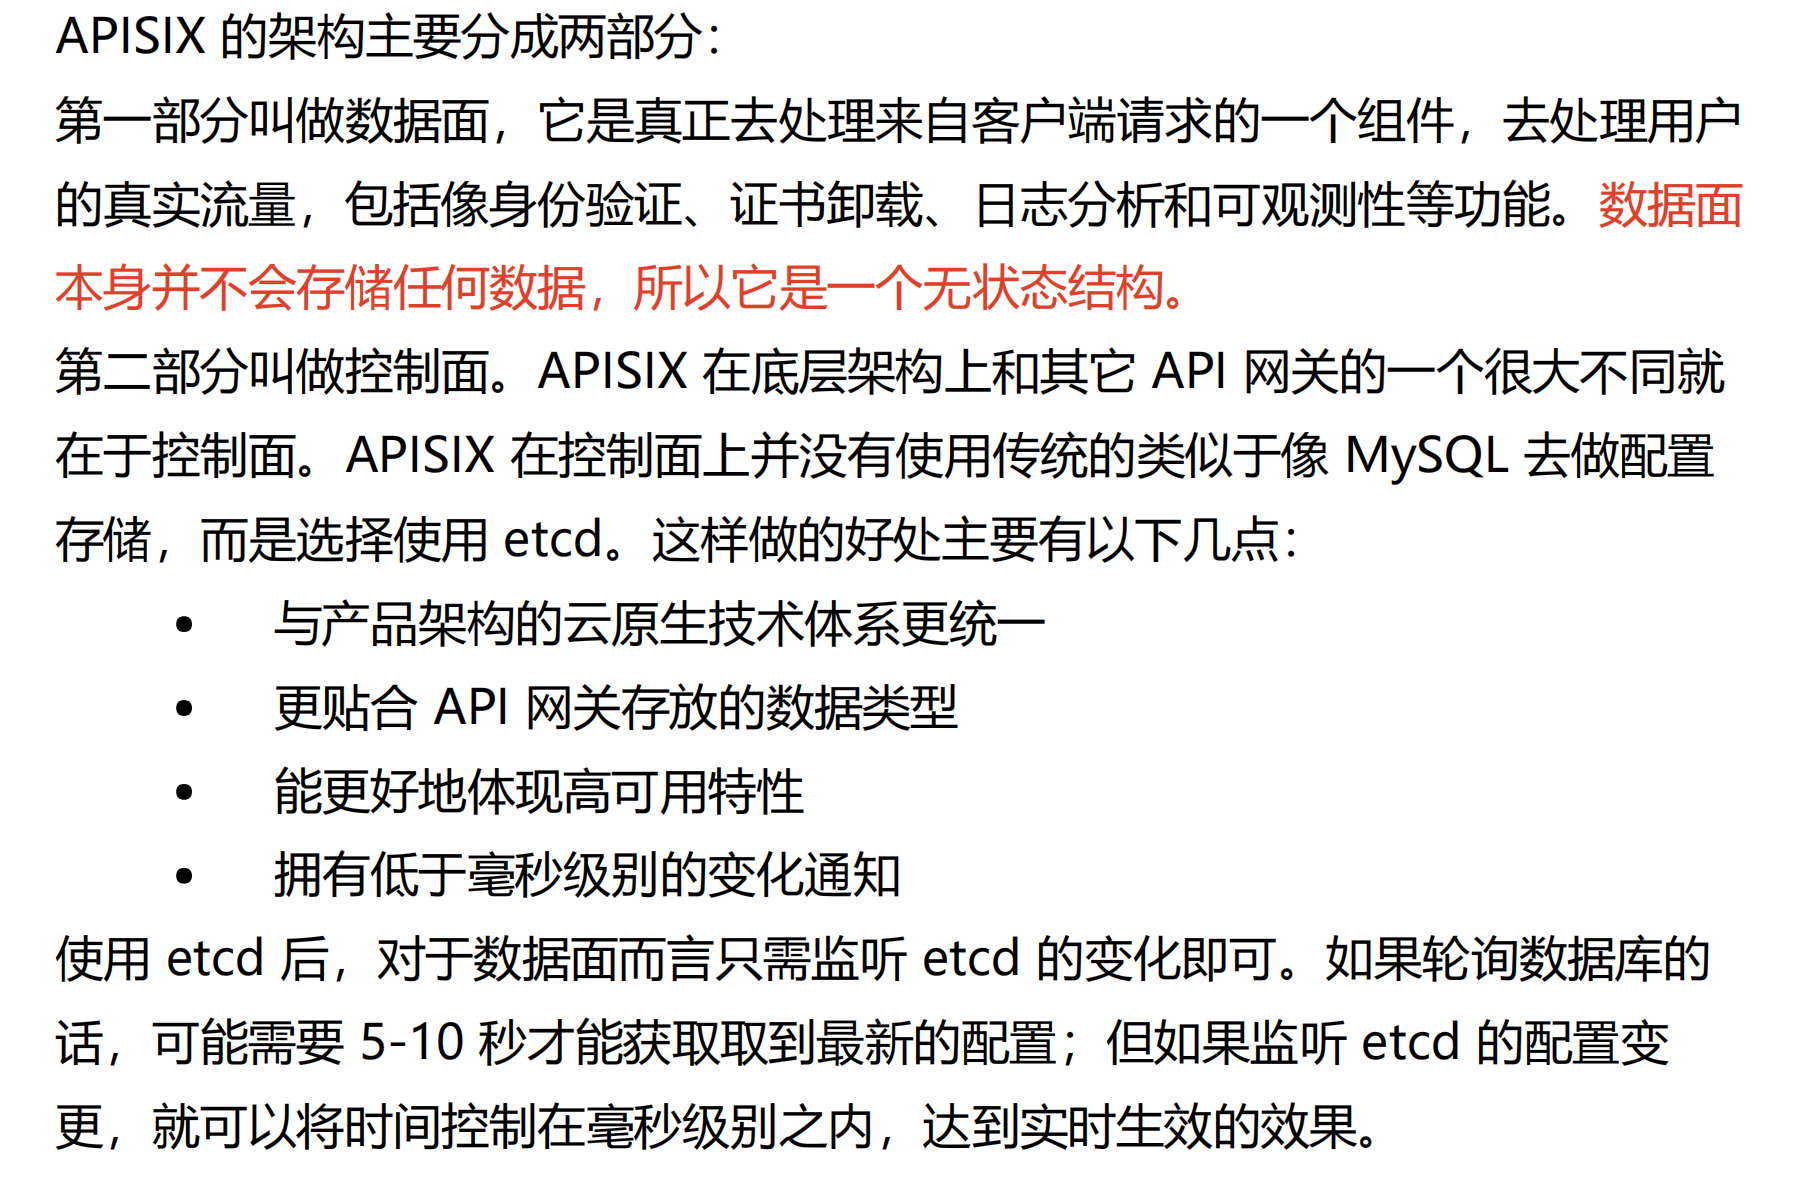 APISIX 的架构主要分成两部分：
第一部分叫做数据面，它是真正去处理来自客户端请求的一个组件，去处理用户
的真实流量，包括像身份验证、证书卸载、日志分析和可观测性等功能。数据面
本身并不会存储任何数据，所以它是一个无状态结构。
第二部分叫做控制面。APISIX 在底层架构上和其它 API 网关的一个很大不同就
在于控制面。APISIX 在控制面上并没有使用传统的类似于像 MySQL 去做配置
存储，而是选择使用 etcd。这样做的好处主要有以下几点：
• 与产品架构的云原生技术体系更统一
• 更贴合 API 网关存放的数据类型
• 能更好地体现高可用特性
• 拥有低于毫秒级别的变化通知
使用 etcd 后，对于数据面而言只需监听 etcd 的变化即可。如果轮询数据库的
话，可能需要 5-10 秒才能获取取到最新的配置；但如果监听 etcd 的配置变
更，就可以将时间控制在毫秒级别之内，达到实时生效的效果。